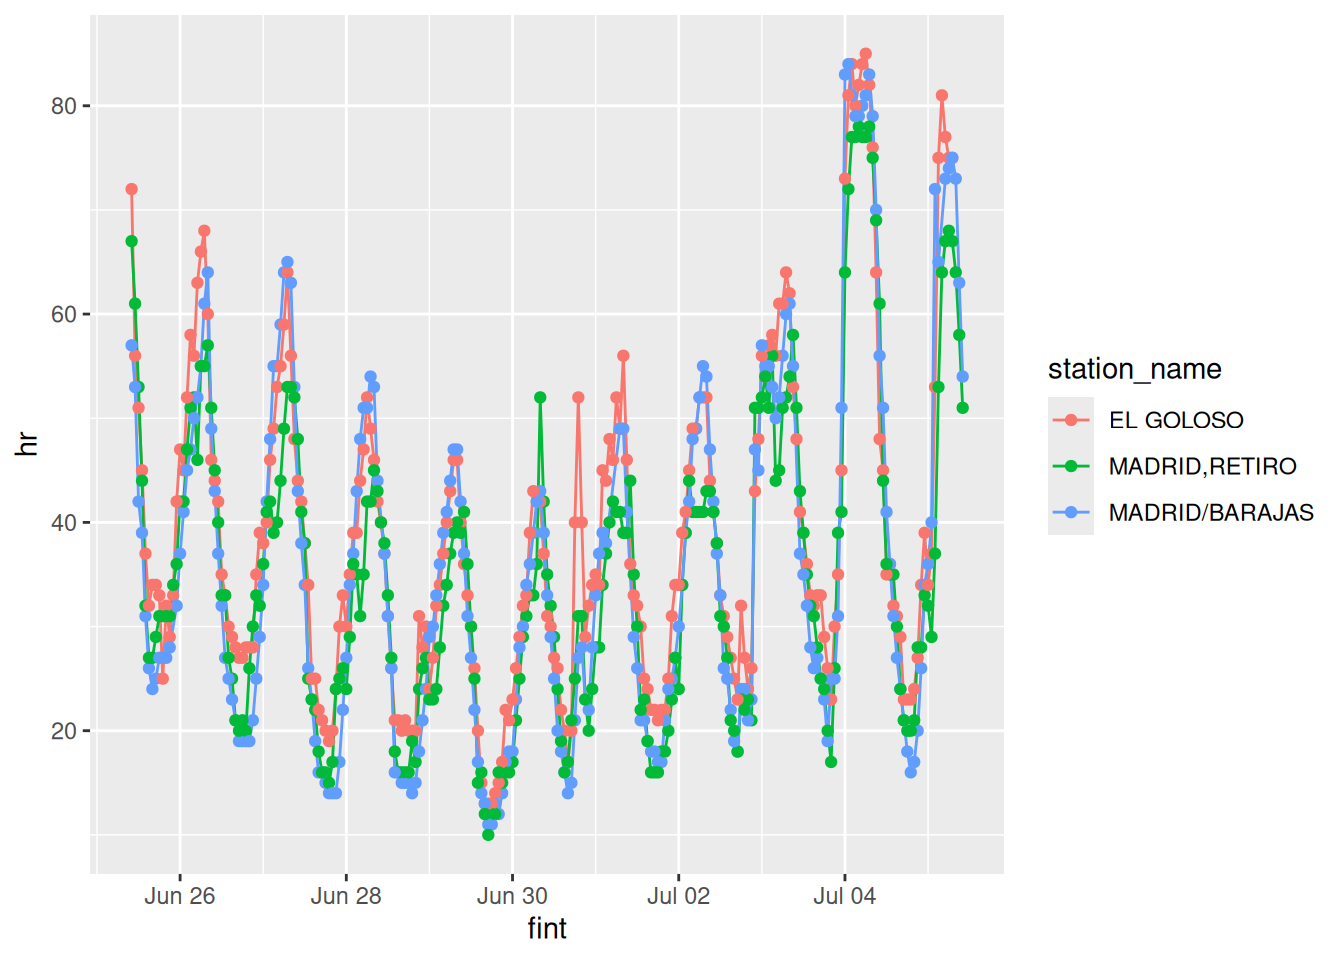 80
60
40
20
hr
Jun 26
Jun 28
Jun 30
Jul 02
Jul 04
fint
station_name
EL GOLOSO
MADRID,RETIRO
MADRID/BARAJAS